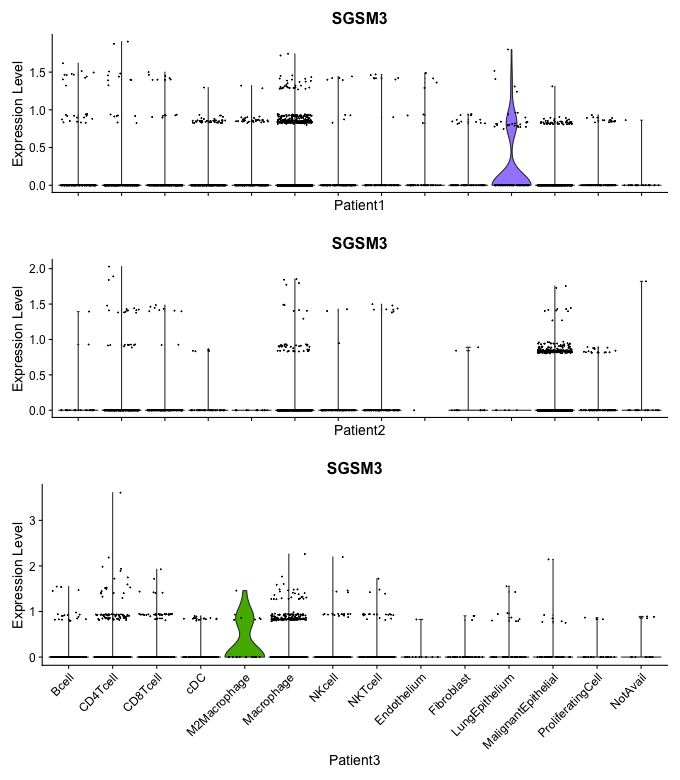 SGSM3
Expression Level
1.5
1.0
0.5
0.0
Patient1
SGSM3
Expression Level
2.0
1.5
1.0
0.5
0.0
Patient2
SGSM3
Expression Level
3
2
1
0
Bcell
CD4Tcell
CD8Tcell
cDC
M2Macrophage
Macrophage
NKcell
NKTcell
Endothelium
Fibroblast
LungEpithelium
MalignantEpithelial
ProliferatingCell
NotAvail
Patient3